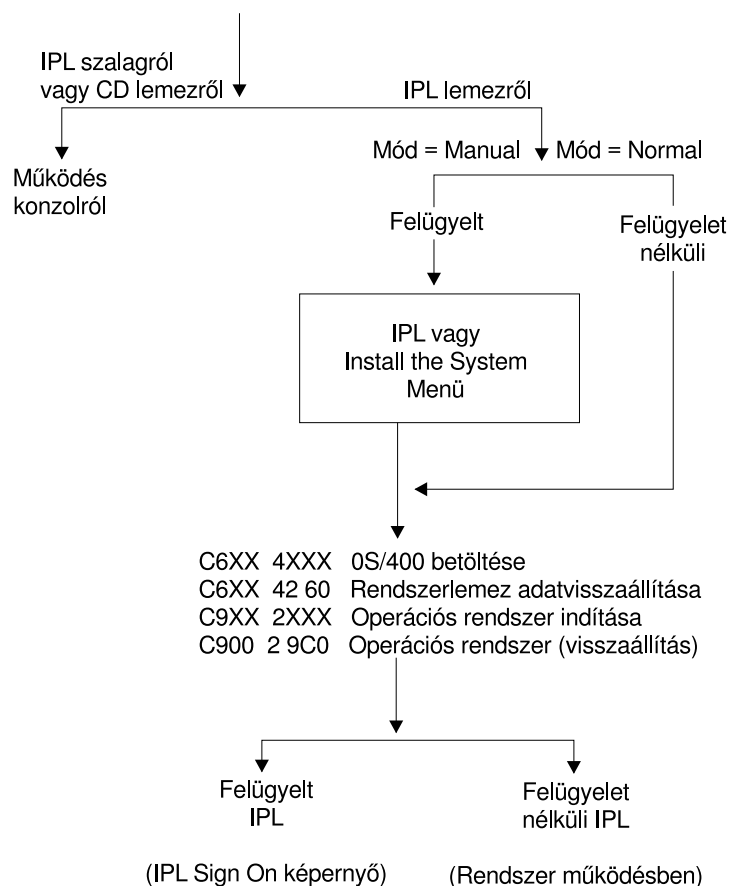 IPL szalagról
vagy CD lemezről
IPL lemezről
Működés
konzolról
Mód = Manual
Mód = Normal
Felügyelt
Felügyelet
nélküli
IPL vagy
Install the System
Menü
C6XX 4XXX 0S/400 betöltése
C6XX 42 60 Rendszerlemez adatvisszaállítása
C9XX 2XXX Operációs rendszer indítása
C900 2 9C0 Operációs rendszer (visszaállítás)
Felügyelt
IPL
Felügyelet
nélküli IPL
(IPL Sign On képernyő)
(Rendszer működésben)